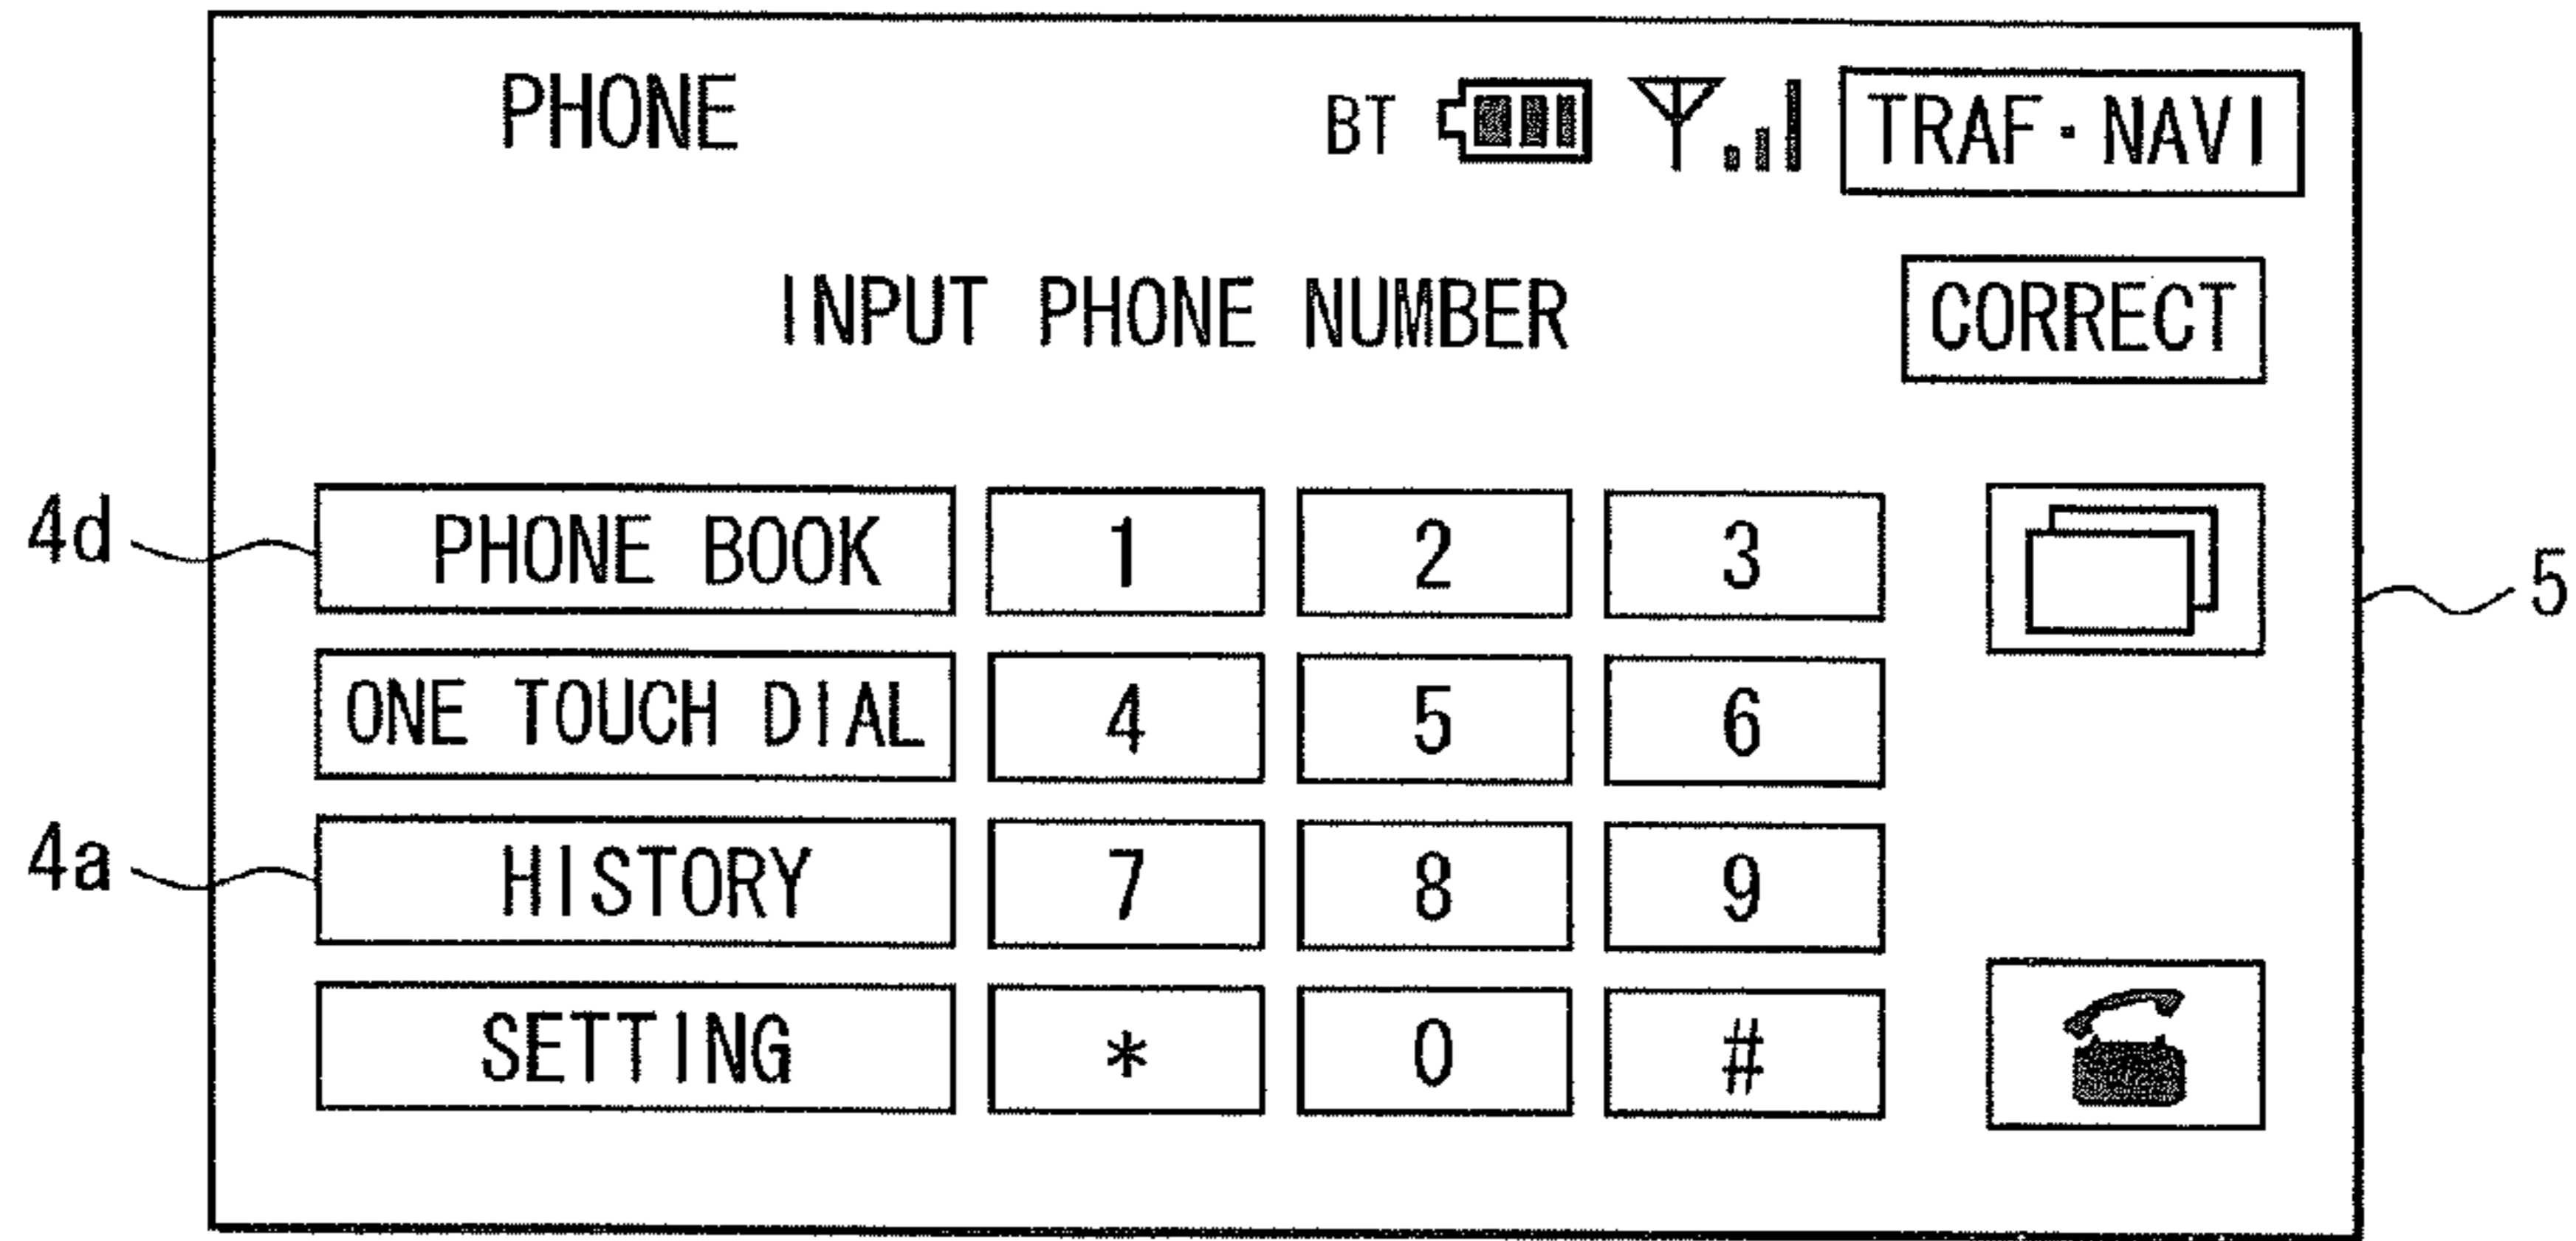 PHONE BT TRAF·NAVI
INPUT PHONE NUMBER CORRECT
4d PHONE BOOK 1 2 3 5
ONE TOUCH DIAL 4 5 6
4a HISTORY 7 8 9
SETTING * 0 #